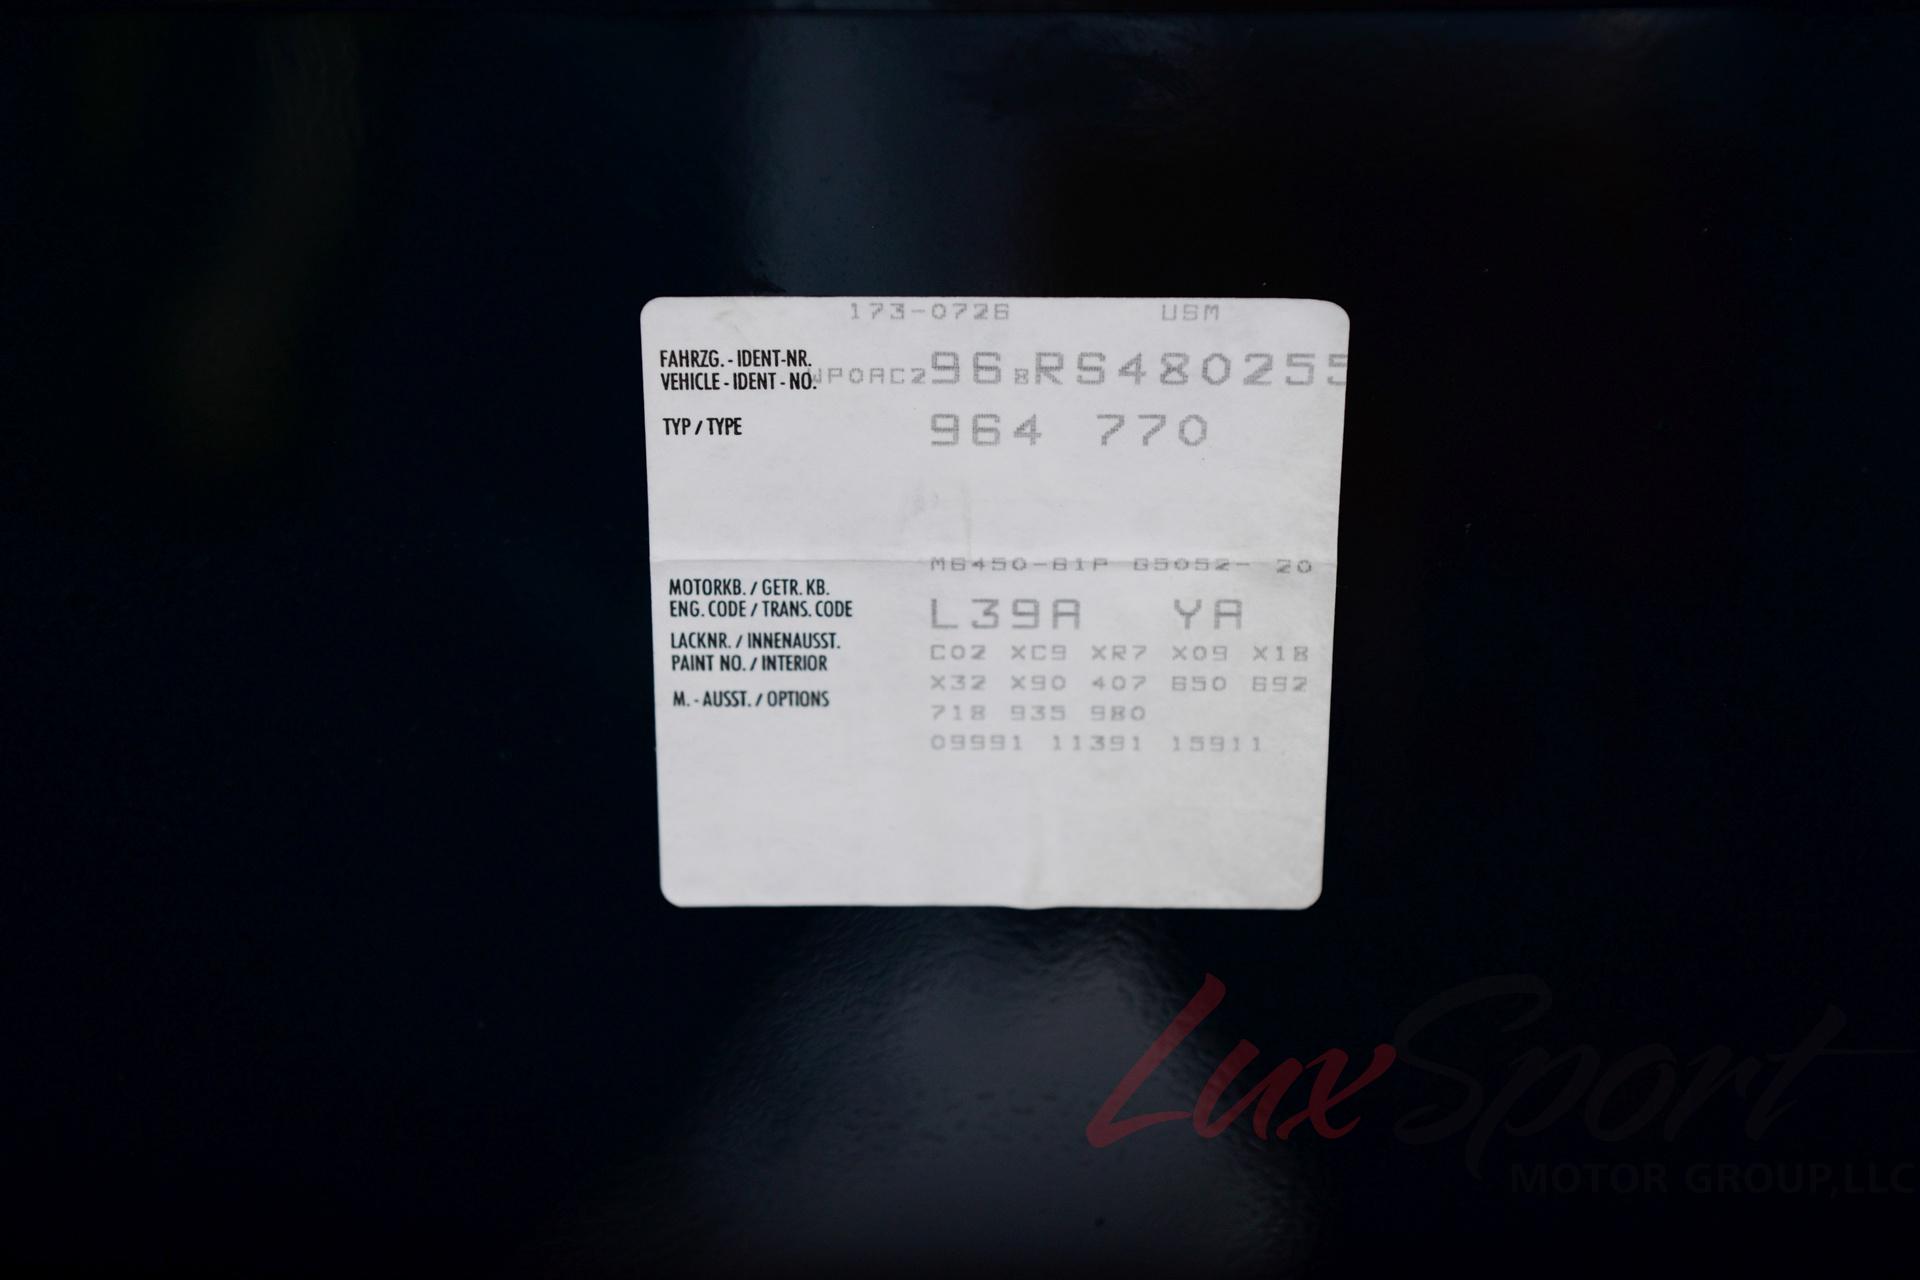 173-0726 USM
FAHRZG. - IDENT-NR.
VEHICLE - IDENT - NO. WP0AC296 8RS480255
TYP / TYPE 964 770
M6450-61P G5052- 20
MOTORKB. / GETR. KB.
ENG. CODE / TRANS. CODE L39A YA
LACKNR. / INNENAUSST.
PAINT NO. / INTERIOR
C02 XC9 XR7 X09 X18
M. - AUSST. / OPTIONS
X32 X90 407 650 692
718 935 980
09991 11391 15911
LuxSport
MOTOR GROUP, LLC